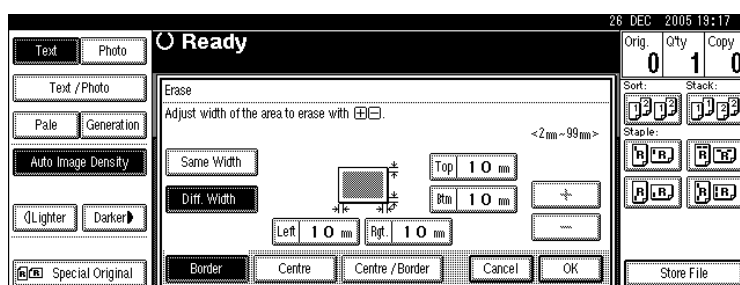 26 DEC 2005 19:17
Text Photo
Ready
Orig. Q'ty Copy
0 1 0
Text / Photo
Erase
Sort: Stack:
Adjust width of the area to erase with ⊞⊟.
Pale Generation
<2mm~99mm>
Staple:
Auto Image Density
Same Width
Top 10 mm
Diff. Width
Btm 10 mm
+
Lighter Darker
Left 10 mm Rgt. 10 mm
—
Special Original
Border Centre Centre / Border Cancel OK
Store File